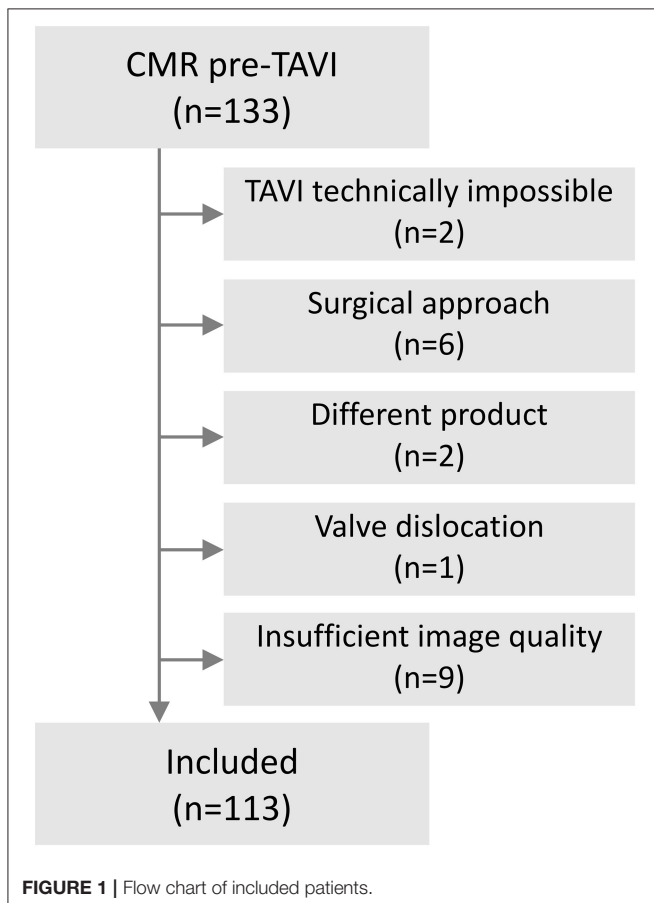 CMR pre-TAVI
(n=133)
TAVI technically impossible
(n=2)
Surgical approach
(n=6)
Different product
(n=2)
Valve dislocation
(n=1)
Insufficient image quality
(n=9)
Included
(n=113)
FIGURE 1 | Flow chart of included patients.